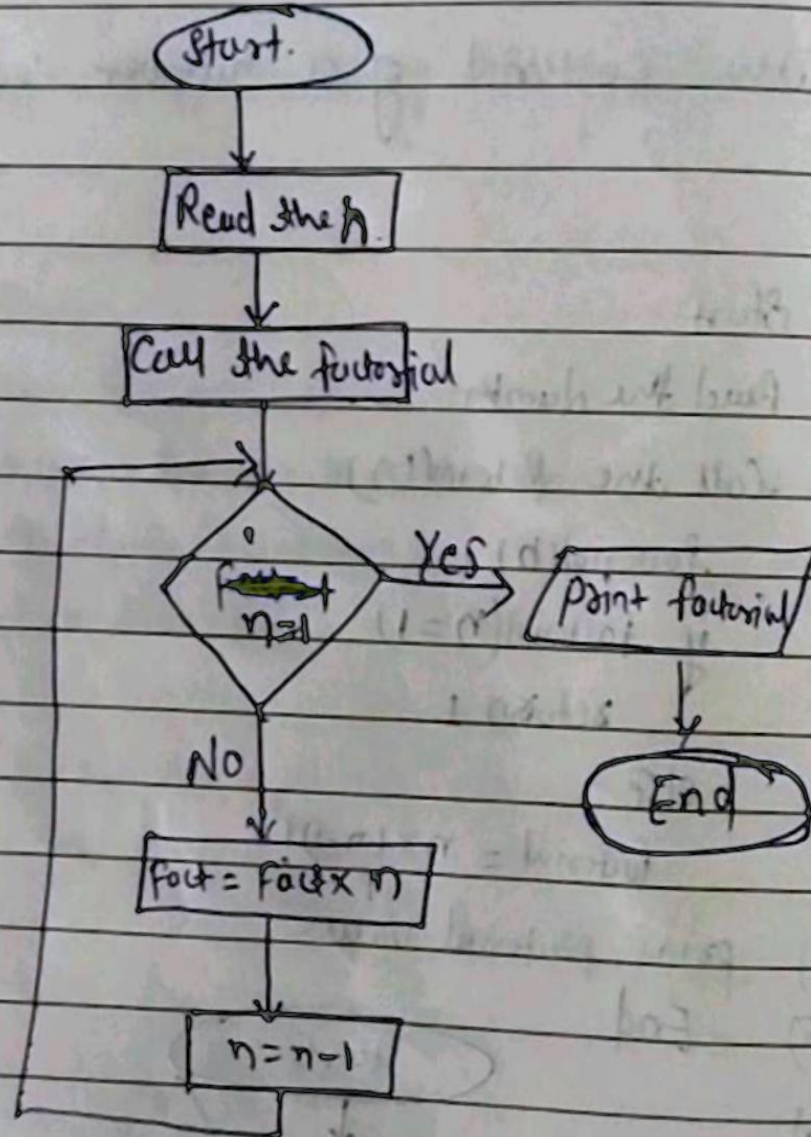 Start.
Read the n.
Call the factorial
n=1
Yes
Print factorial
End
NO
fact = fact x n
n=n-1